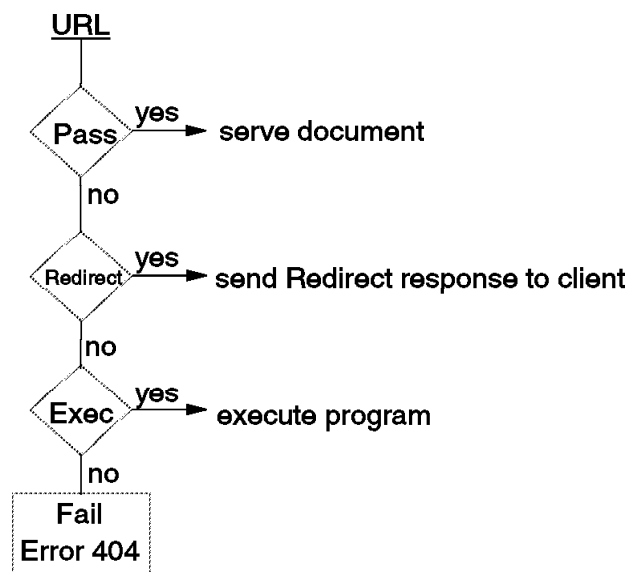 URL
yes
Pass
serve document
no
yes
Redirect
send Redirect response to client
no
yes
Exec
execute program
no
Fail
Error 404